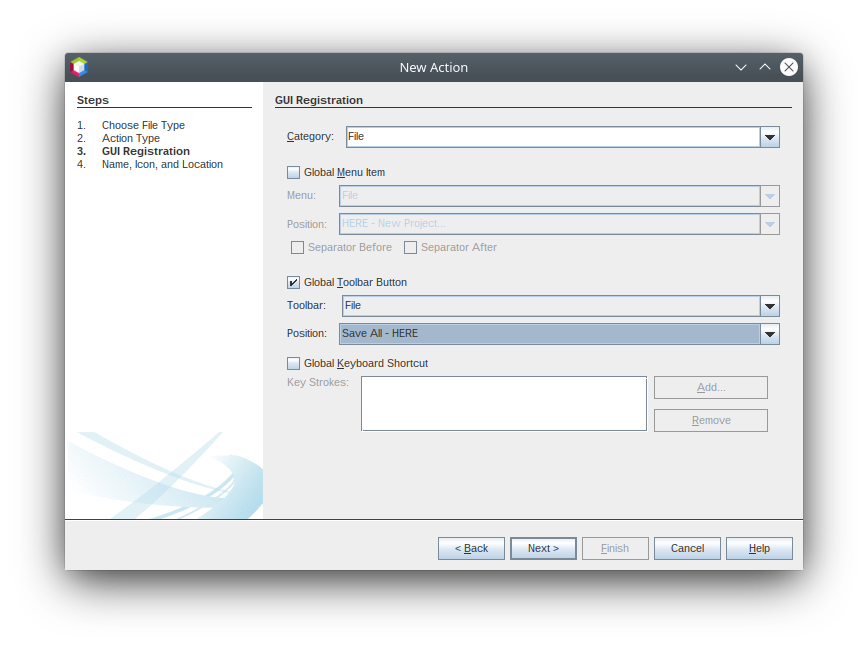 New Action
Steps
1. Choose File Type
2. Action Type
3. GUI Registration
4. Name, Icon, and Location
GUI Registration
Category: File
Global Menu Item
Menu: File
Position: HERE - New Project...
Separator Before Separator After
Global Toolbar Button
Toolbar: File
Position: Save All - HERE
Global Keyboard Shortcut
Key Strokes:
Add...
Remove
< Back Next > Finish Cancel Help